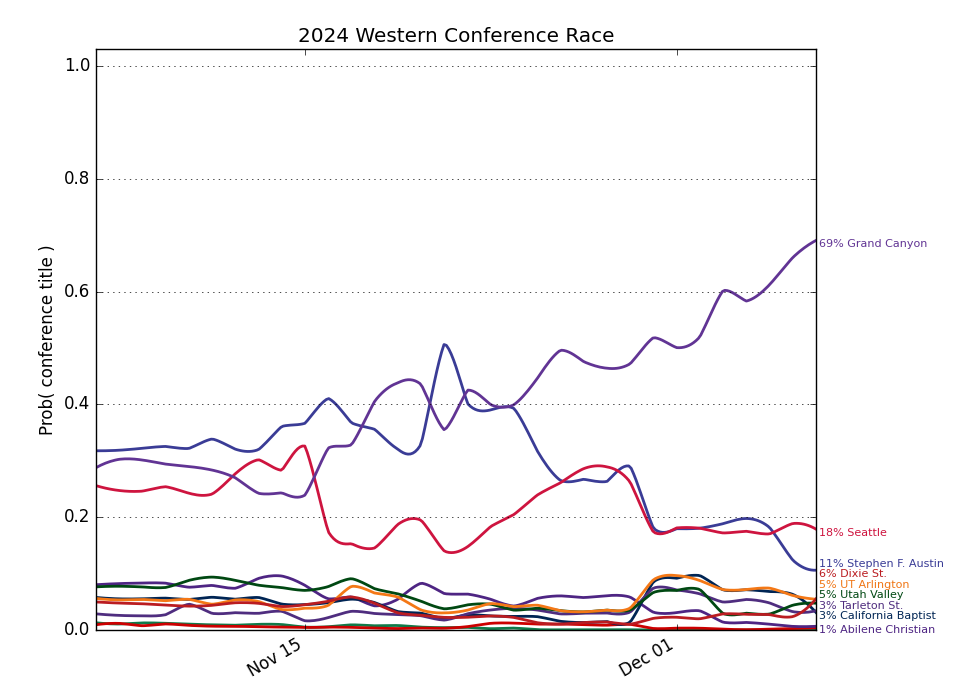 2024 Western Conference Race
1.0
0.8
0.6
0.4
0.2
0.0
Prob( conference title )
Nov 15
Dec 01
69% Grand Canyon
18% Seattle
11% Stephen F. Austin
6% Dixie St.
5% UT Arlington
5% Utah Valley
3% Tarleton St.
3% California Baptist
1% Abilene Christian